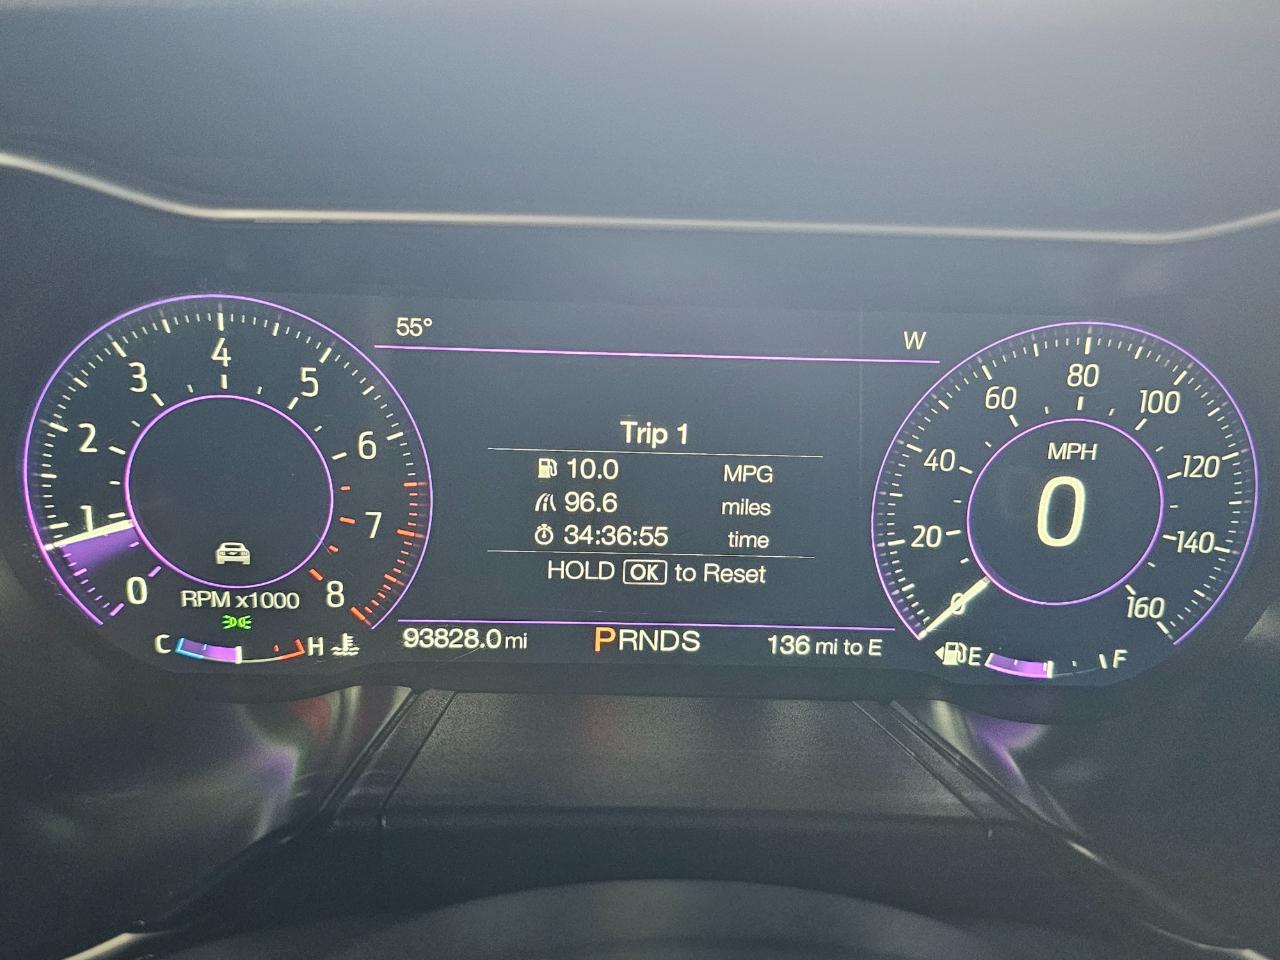 55°
W
Trip 1
10.0 MPG
96.6 miles
34:36:55 time
HOLD OK to Reset
93828.0 mi
PRNDS
136 mi to E
0
1
2
3
4
5
6
7
8
RPM x1000
C H
MPH
0
0
20
40
60
80
100
120
140
160
E F